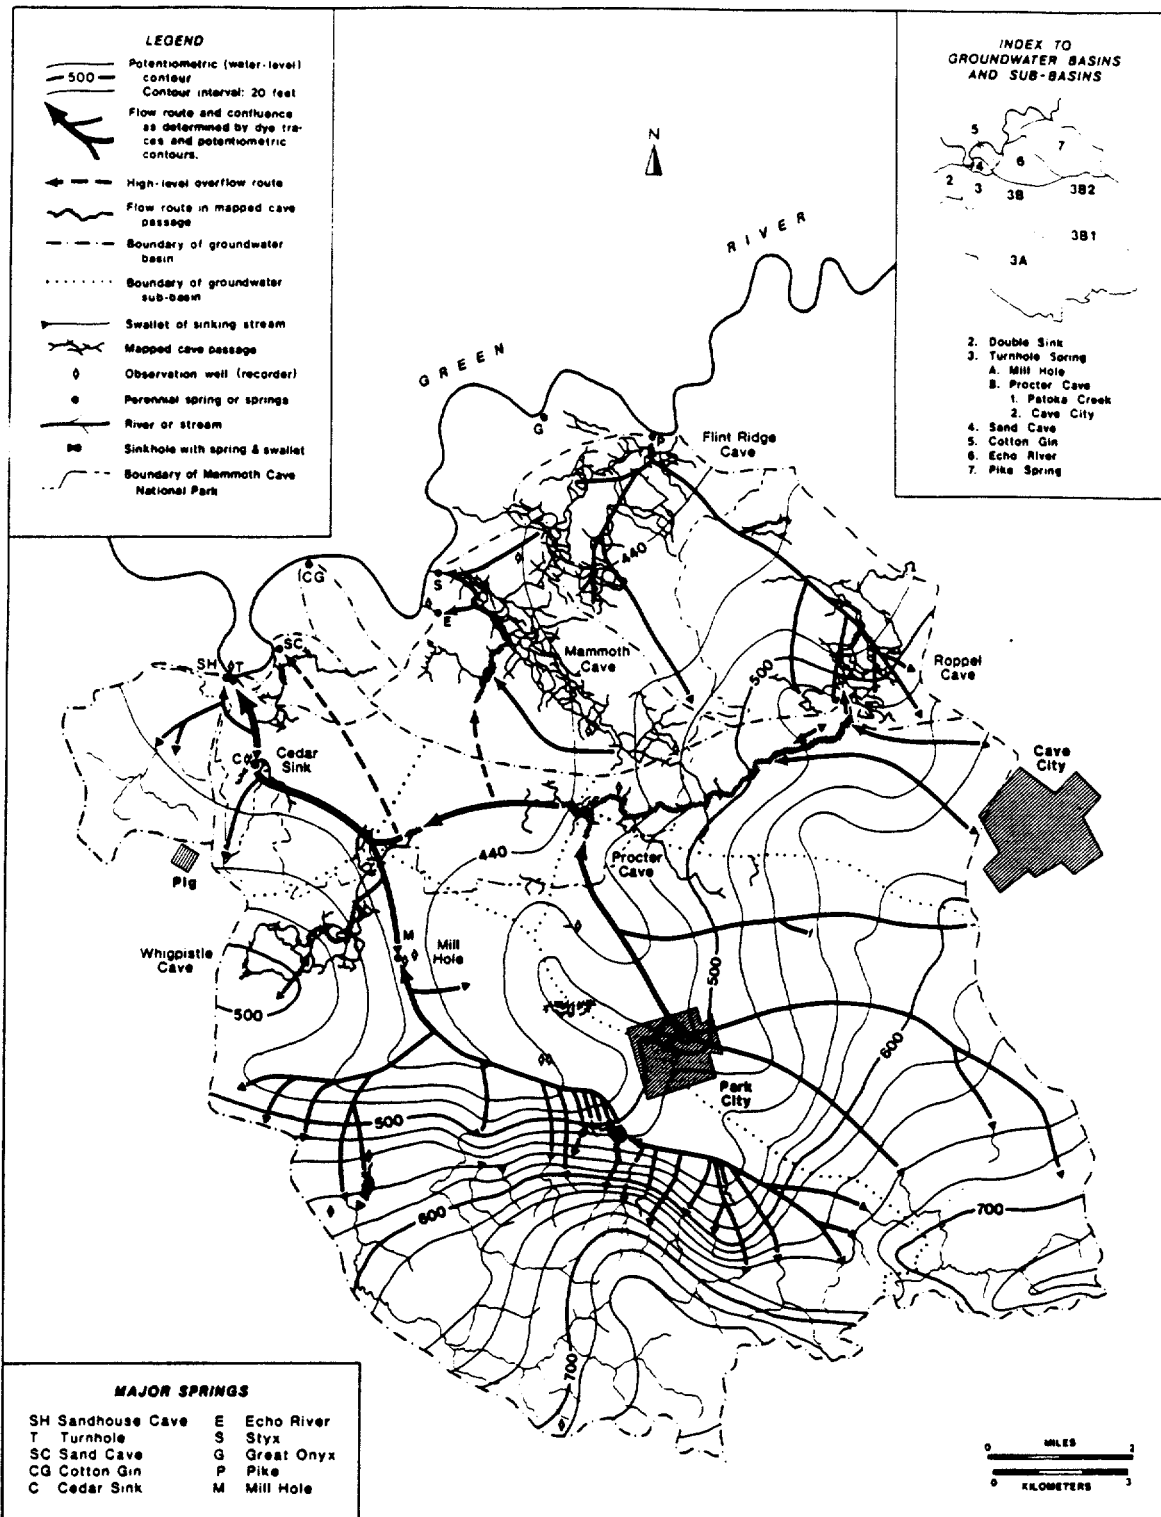 LEGEND
Potentiometric (water-level)
500
contour
Contour interval: 20 feet
Flow route and confluence
as determined by dye tra-
ces and potentiometric
contours.
High-level overflow route
Flow route in mapped cave
passage
Boundary of groundwater
basin
Boundary of groundwater
sub-basin
Swallet of sinking stream
Mapped cave passage
Observation well (recorder)
Perennial spring or springs
River or stream
Sinkhole with spring & swallet
Boundary of Mammoth Cave
National Park
INDEX TO
GROUNDWATER BASINS
AND SUB-BASINS
5
7
4
6
2
3
3B
3B2
3B1
3A
2. Double Sink
3. Turnhole Spring
A. Mill Hole
B. Procter Cave
1. Patoka Creek
2. Cave City
4. Sand Cave
5. Cotton Gin
6. Echo River
7. Pike Spring
N
GREEN
RIVER
G
P
Flint Ridge
Cave
440
CG
S
E
SC
SH
T
Mammoth
Cave
500
Roppel
Cave
Cave
City
C
Cedar
Sink
440
Procter
Cave
Pig
M
Mill
Hole
Whigpistle
Cave
500
500
600
Park
City
500
600
700
700
MAJOR SPRINGS
SH Sandhouse Cave E Echo River
T Turnhole S Styx
SC Sand Cave G Great Onyx
CG Cotton Gin P Pike
C Cedar Sink M Mill Hole
MILES
0 2
0 3
KILOMETERS